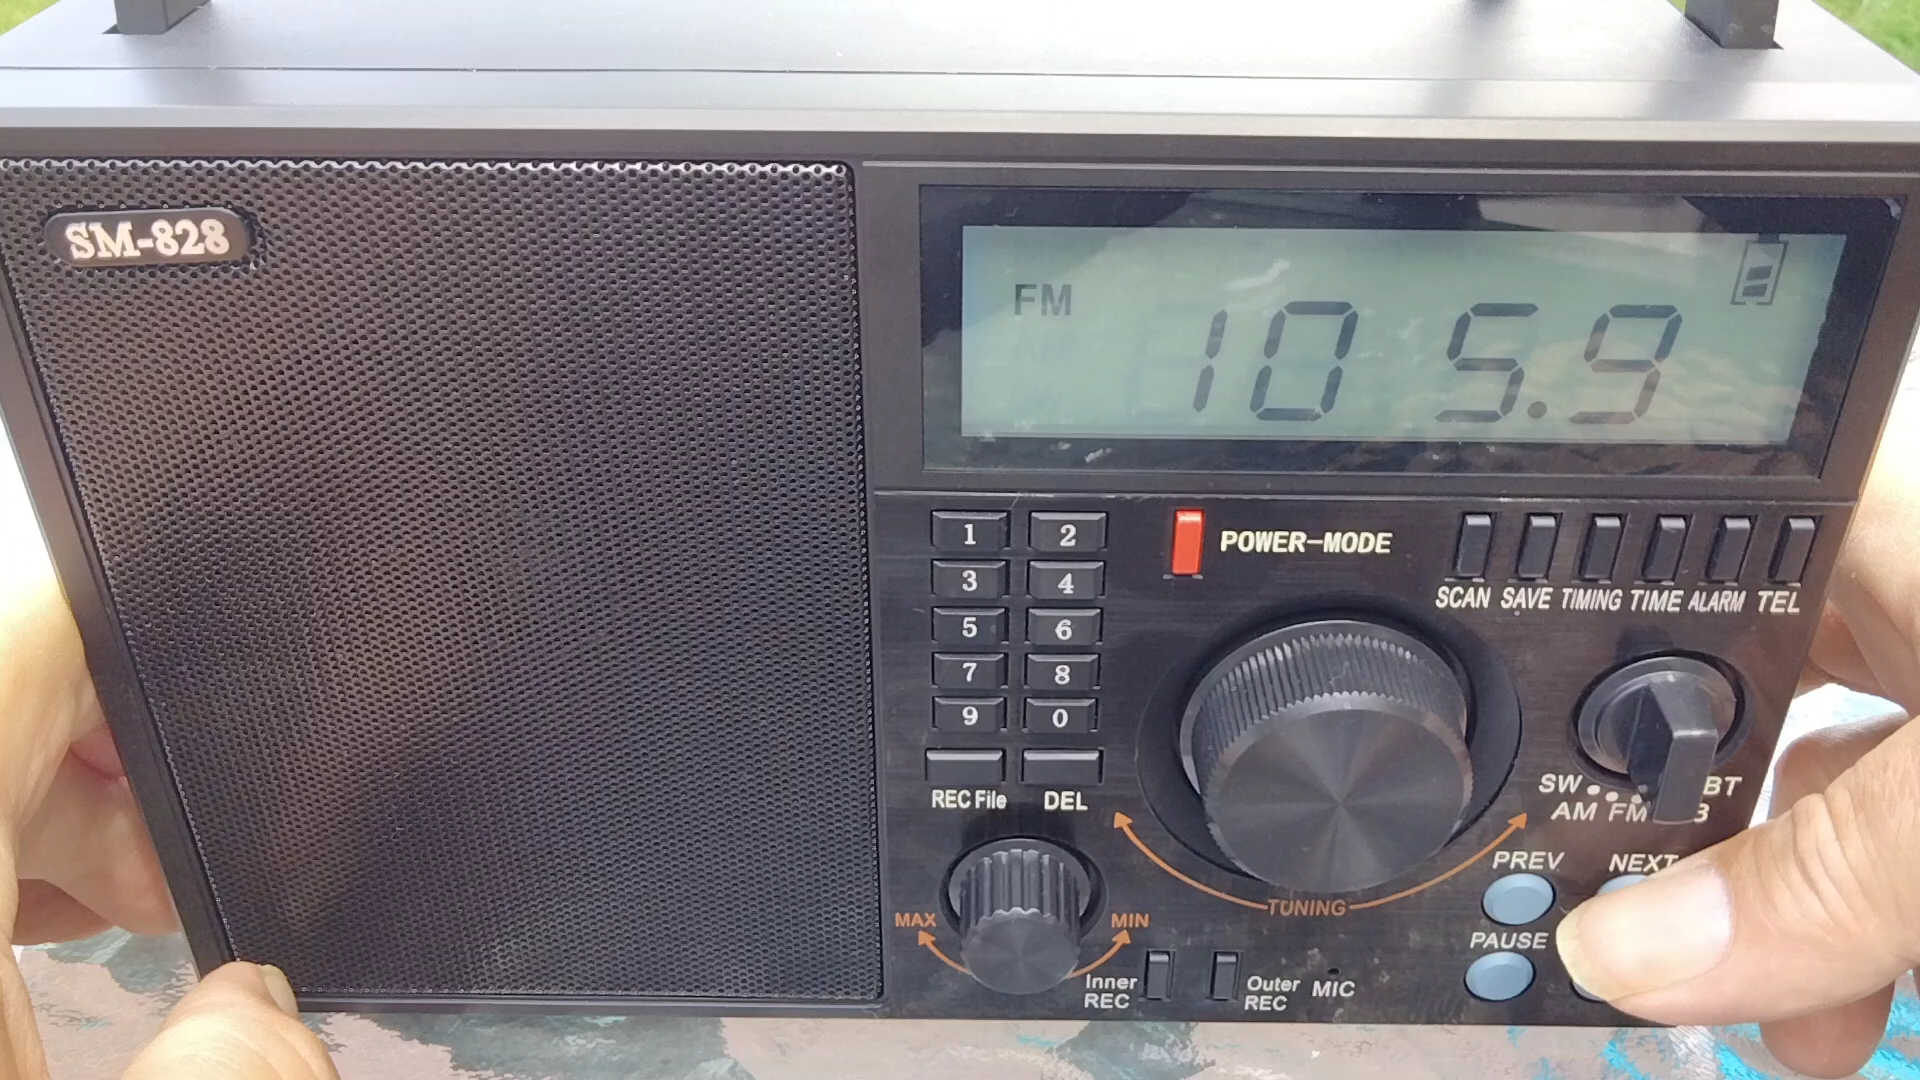 SM-828
FM
10 5.9
1 2
3 4
5 6
7 8
9 0
POWER-MODE
SCAN SAVE TIMING TIME ALARM TEL
REC File DEL
SW BT
AM FM
PREV NEXT
PAUSE
TUNING
MAX MIN
Inner REC
Outer REC
MIC